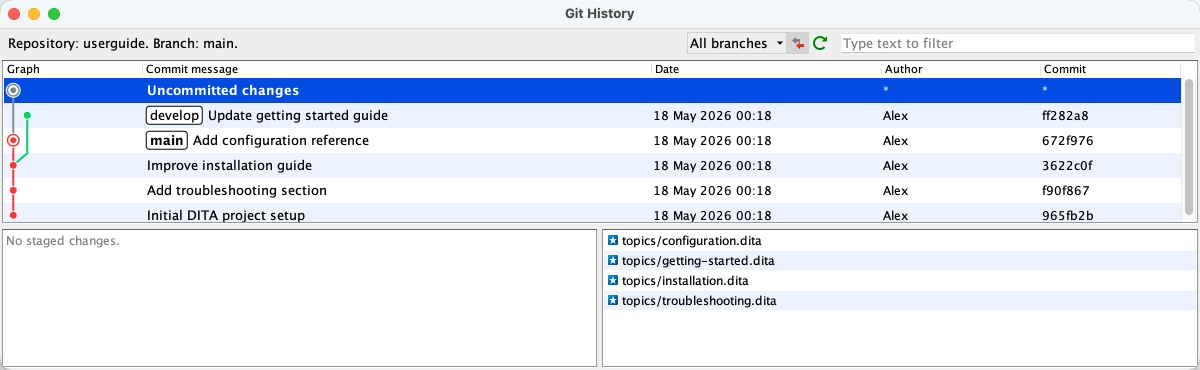 Git History
Repository: userguide. Branch: main. All branches Type text to filter
Graph Commit message Date Author Commit
Uncommitted changes * *
develop Update getting started guide 18 May 2026 00:18 Alex ff282a8
main Add configuration reference 18 May 2026 00:18 Alex 672f976
Improve installation guide 18 May 2026 00:18 Alex 3622c0f
Add troubleshooting section 18 May 2026 00:18 Alex f90f867
Initial DITA project setup 18 May 2026 00:18 Alex 965fb2b
No staged changes.
topics/configuration.dita
topics/getting-started.dita
topics/installation.dita
topics/troubleshooting.dita